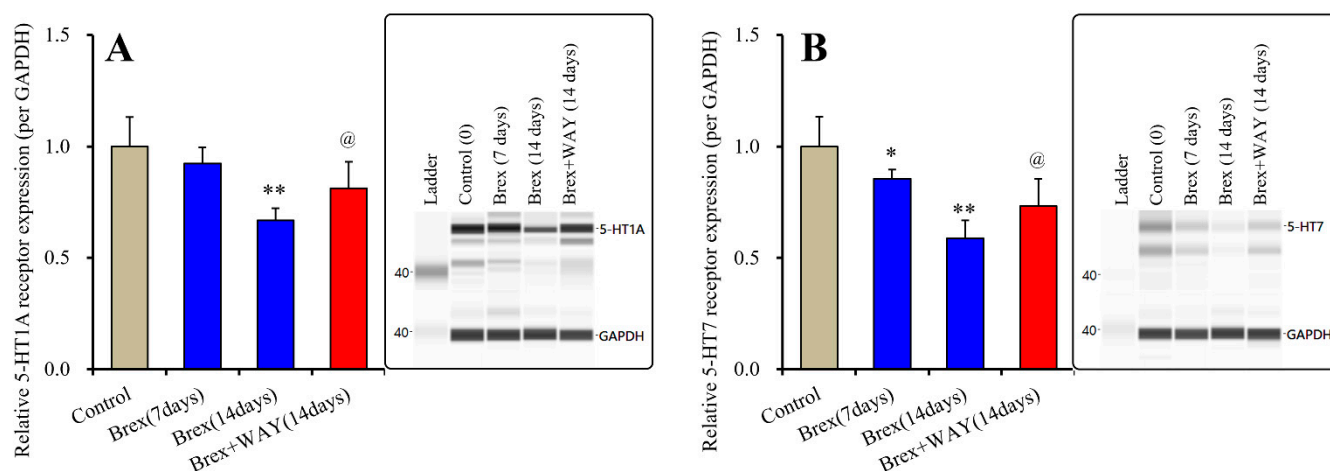 A
Relative 5-HT1A receptor expression (per GAPDH)
1.5
1.0
0.5
0.0
@
**
Control
Brex(7days)
Brex(14days)
Brex+WAY(14days)
Ladder
Control (0)
Brex (7 days)
Brex (14 days)
Brex+WAY (14 days)
5-HT1A
40
40
GAPDH
B
Relative 5-HT7 receptor expression (per GAPDH)
1.5
1.0
0.5
0.0
*
**
@
Control
Brex(7days)
Brex(14days)
Brex+WAY(14days)
Ladder
Control (0)
Brex (7 days)
Brex (14 days)
Brex+WAY (14 days)
5-HT7
40
40
GAPDH